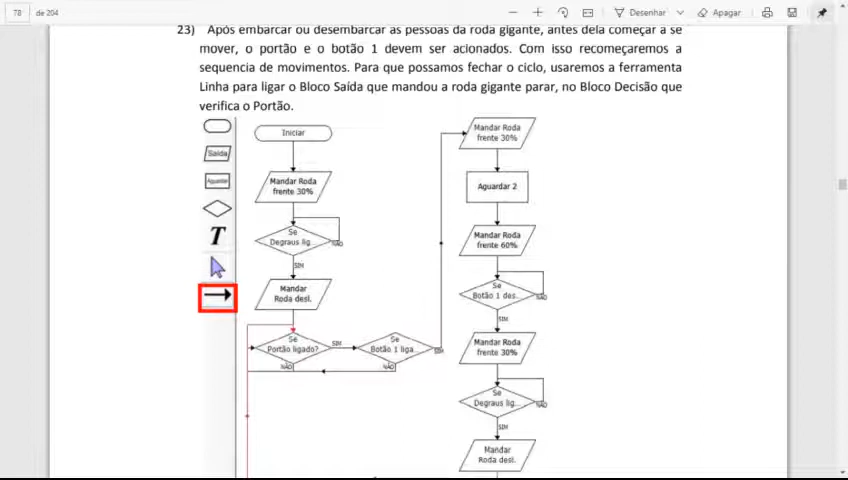 78 de 204
Desenhar
Apagar
23) Após embarcar ou desembarcar as pessoas da roda gigante, antes dela começar a se
mover, o portão e o botão 1 devem ser acionados. Com isso recomeçaremos a
sequencia de movimentos. Para que possamos fechar o ciclo, usaremos a ferramenta
Linha para ligar o Bloco Saída que mandou a roda gigante parar, no Bloco Decisão que
verifica o Portão.
Saída
Aguardar
T
Iniciar
Mandar Roda
frente 30%
Se
Degraus lig...
NÃO
SIM
Mandar
Roda desl.
Se
Portão ligado?
SIM
NÃO
Se
Botão 1 liga...
SIM
NÃO
Mandar Roda
frente 30%
Aguardar 2
Mandar Roda
frente 60%
Se
Botão 1 des...
NÃO
SIM
Mandar Roda
frente 30%
Se
Degraus lig...
NÃO
SIM
Mandar
Roda desl.